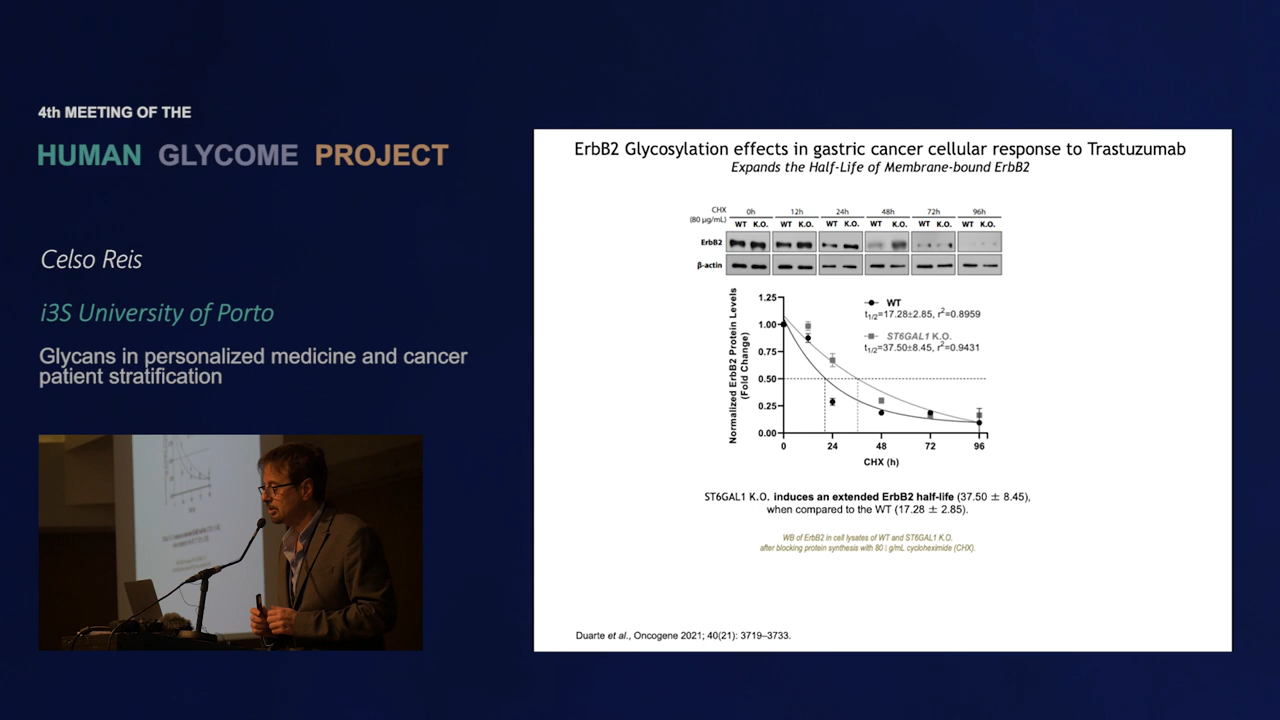 4th MEETING OF THE
HUMAN GLYCOME PROJECT
Celso Reis
i3S University of Porto
Glycans in personalized medicine and cancer
patient stratification
ErbB2 Glycosylation effects in gastric cancer cellular response to Trastuzumab
Expands the Half-Life of Membrane-bound ErbB2
CHX 0h 12h 24h 48h 72h 96h
(80 µg/mL) WT K.O. WT K.O. WT K.O. WT K.O. WT K.O. WT K.O.
ErbB2
β-actin
Normalized ErbB2 Protein Levels
(Fold Change)
1.25
1.00
0.75
0.50
0.25
0.00
WT
t1/2=17.28±2.85, r²=0.8959
ST6GAL1 K.O.
t1/2=37.50±8.45, r²=0.9431
0 24 48 72 96
CHX (h)
ST6GAL1 K.O. induces an extended ErbB2 half-life (37.50 ± 8.45),
when compared to the WT (17.28 ± 2.85).
WB of ErbB2 in cell lysates of WT and ST6GAL1 K.O.
after blocking protein synthesis with 80 g/mL cycloheximide (CHX).
Duarte et al., Oncogene 2021; 40(21): 3719–3733.